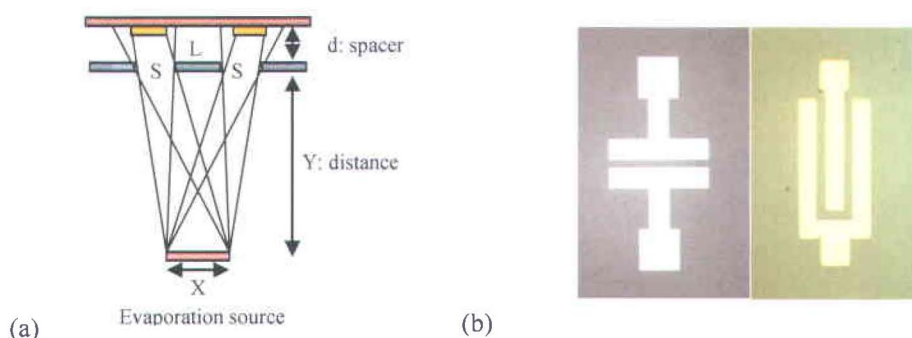 d: spacer
L
S S
Y: distance
X
Evaporation source
(a)
(b)